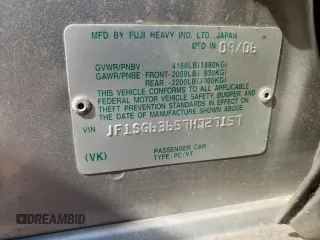 MFD BY FUJI HEAVY IND. LTD. JAPAN
MFD IN 09/06
GVWR/PNBV: 4150LB(1880KG)
GAWR/PNBE: FRONT-2050LB( 930KG)
REAR -2200LB(1000KG)
THIS VEHICLE CONFORMS TO ALL APPLICABLE
FEDERAL MOTOR VEHICLE SAFETY, BUMPER, AND
THEFT PREVENTION STANDARDS IN EFFECT ON
THE DATE OF MANUFACTURE SHOWN ABOVE.
VIN JF1SG63657H727157
(VK)
PASSENGER CAR
TYPE: PC/VT
DREAMBID